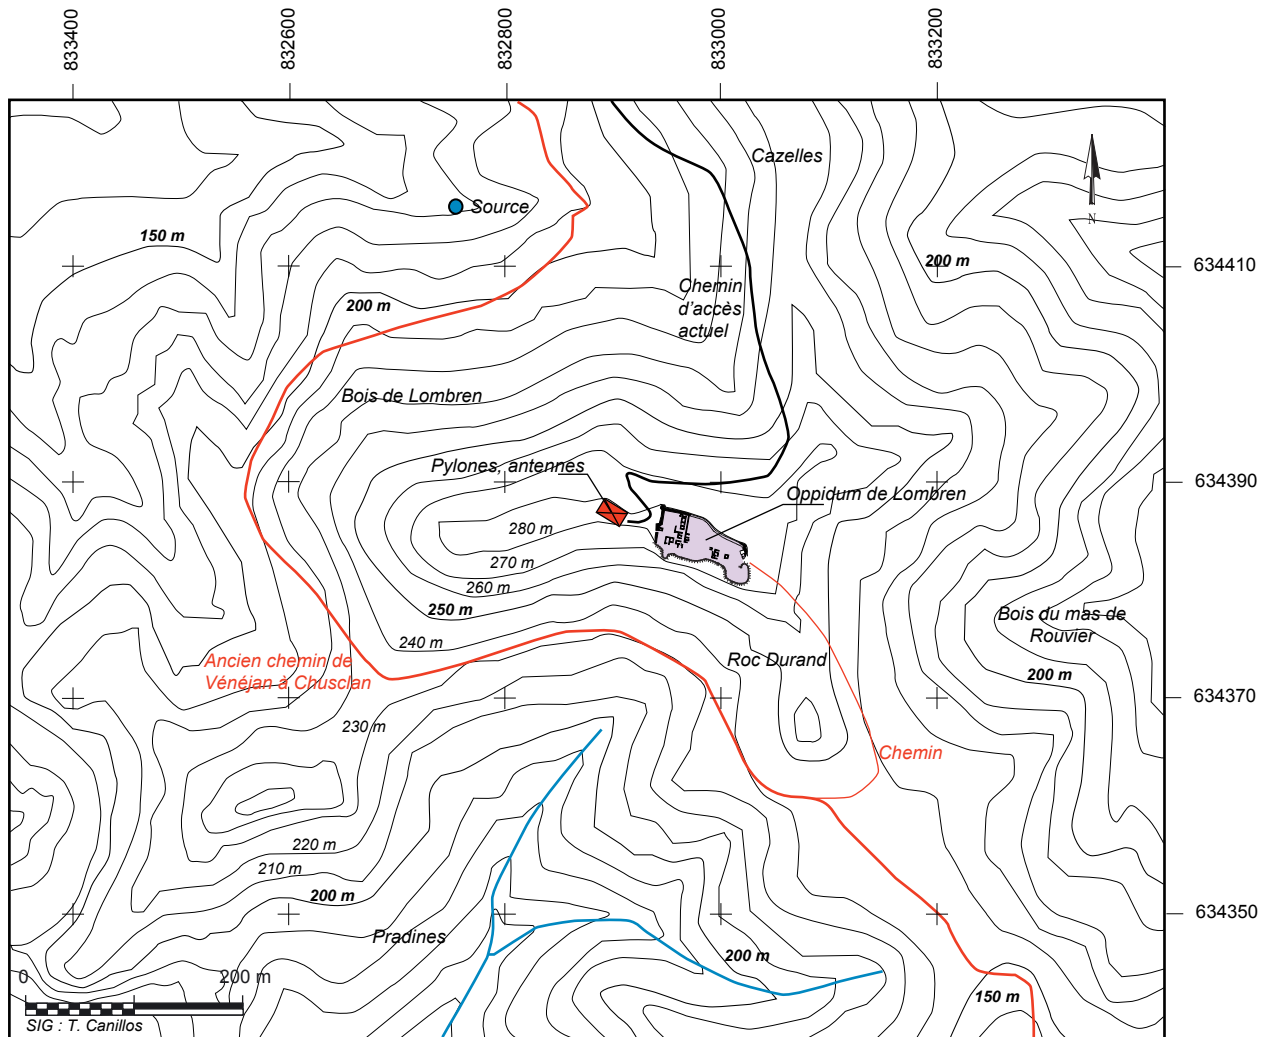 833400
832600
832800
833000
833200
Cazelles
Source
150 m
200 m
634410
Chemin
d'accès
actuel
200 m
Bois de Lombren
Pylones, antennes
634390
Oppidum de Lombren
280 m
270 m
260 m
250 m
240 m
Bois du mas de
Rouvier
Roc Durand
Ancien chemin de
Vénéjan à Chusclan
200 m
634370
230 m
Chemin
220 m
210 m
200 m
634350
Pradines
200 m
0 200 m
150 m
SIG : T. Canillos
N